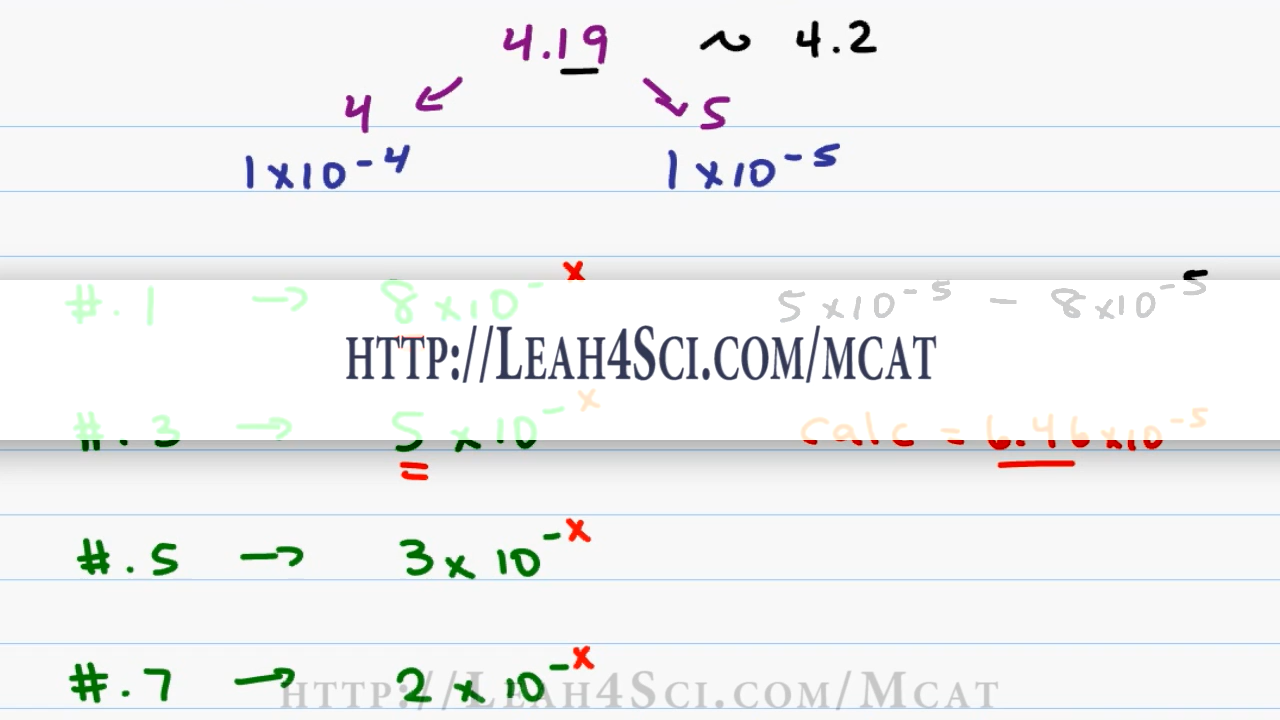 4.19 ~ 4.2
4 5
1x10⁻⁴ 1x10⁻⁵
#.1 → 8x10⁻ˣ 5x10⁻⁵ – 8x10⁻⁵
HTTP://LEAH4SCI.COM/MCAT
#.3 → 5x10⁻ˣ calc = 6.46x10⁻⁵
#.5 → 3x10⁻ˣ
#.7 → 2x10⁻ˣ
HTTP://LEAH4SCI.COM/MCAT